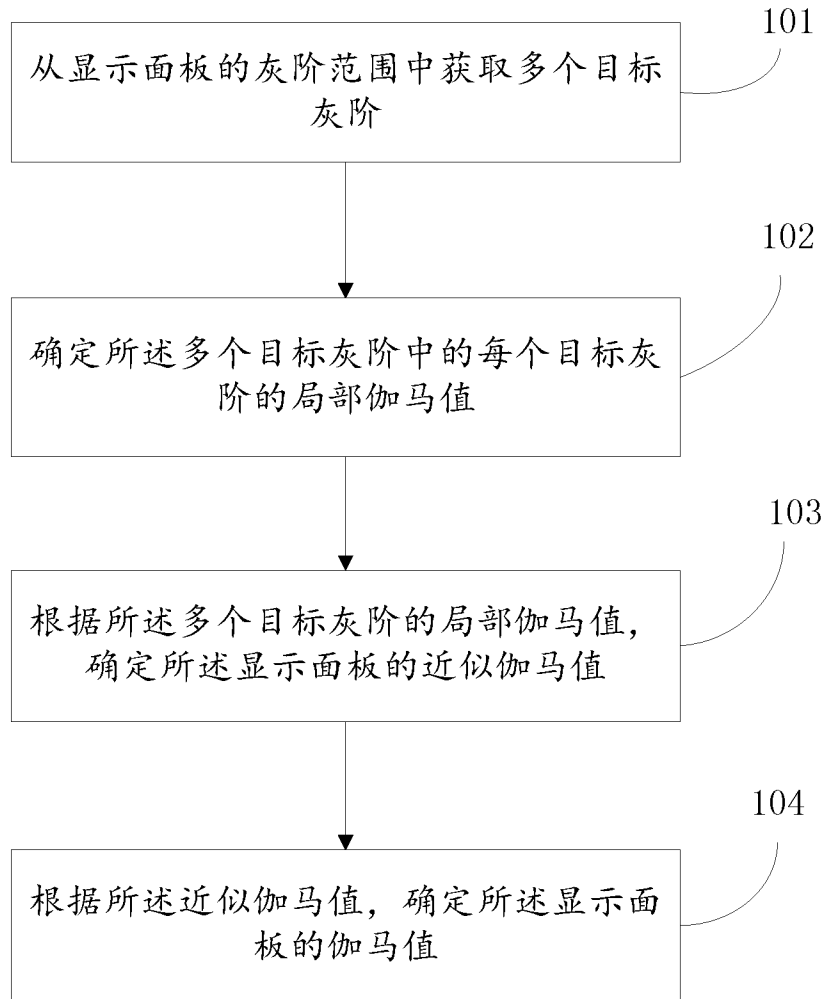 101
从显示面板的灰阶范围中获取多个目标
灰阶
102
确定所述多个目标灰阶中的每个目标灰
阶的局部伽马值
103
根据所述多个目标灰阶的局部伽马值，
确定所述显示面板的近似伽马值
104
根据所述近似伽马值，确定所述显示面
板的伽马值